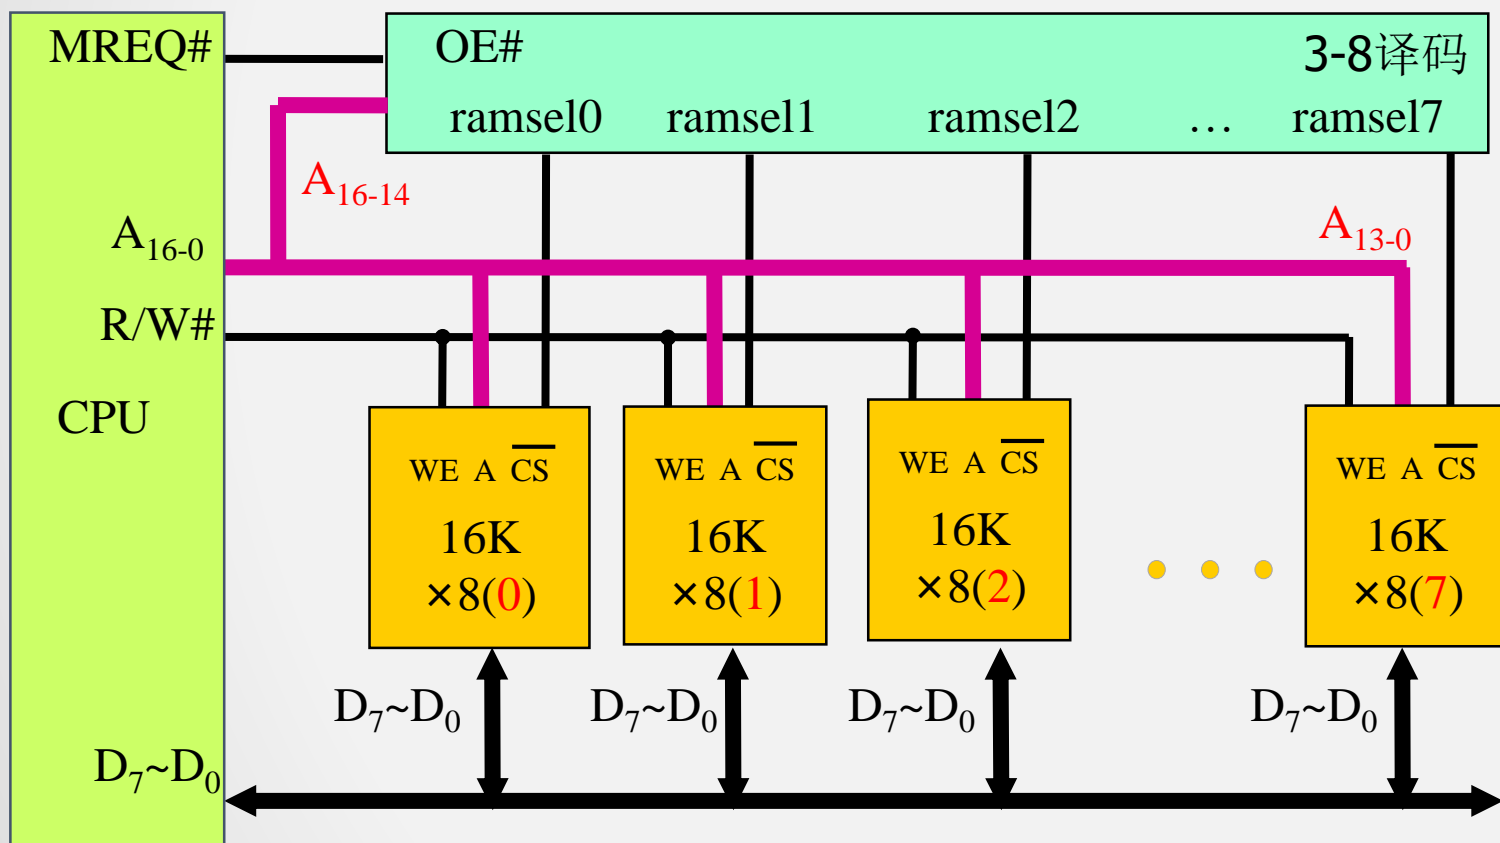 MREQ#
OE#
3-8译码
ramsel0 ramsel1 ramsel2 … ramsel7
A16-14
A16-0
A13-0
R/W#
CPU
WE A CS
16K
×8(0)
WE A CS
16K
×8(1)
WE A CS
16K
×8(2)
WE A CS
16K
×8(7)
D7~D0
D7~D0
D7~D0
D7~D0
D7~D0